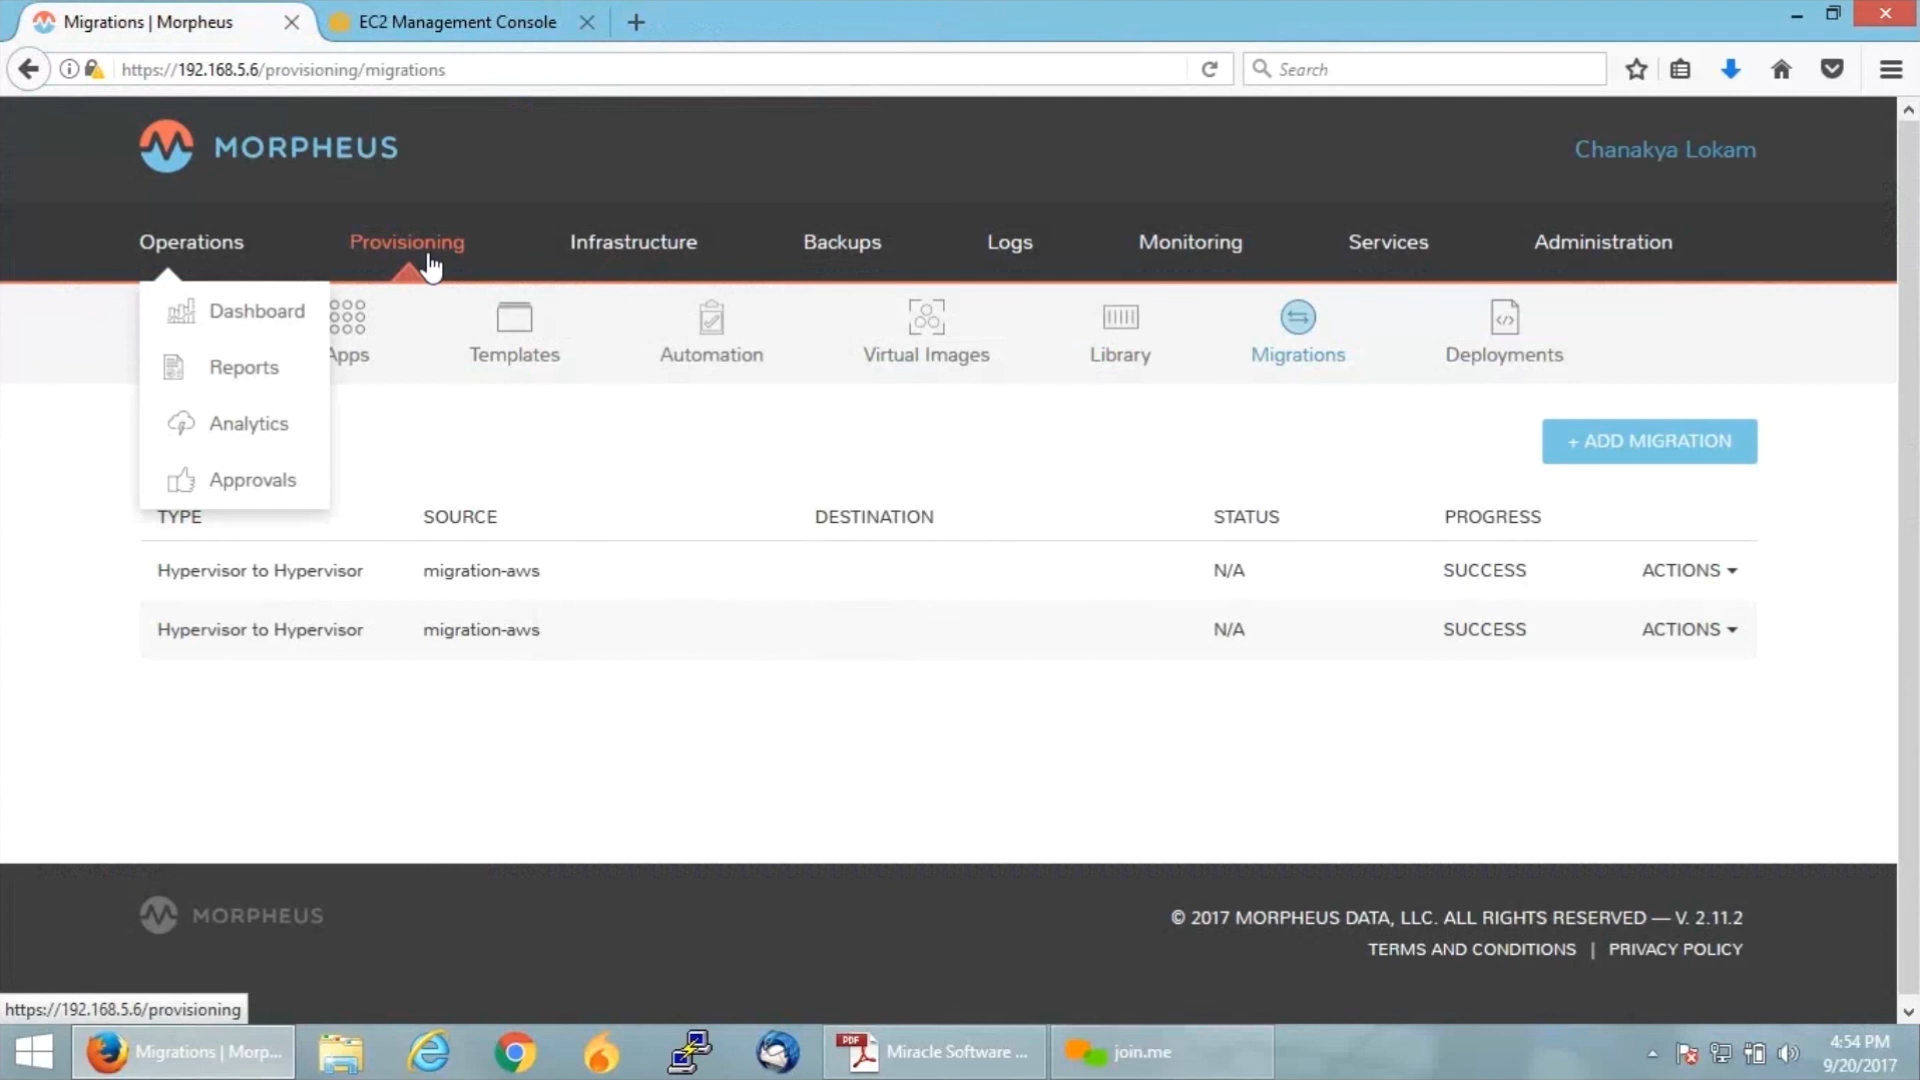 Migrations | Morpheus
EC2 Management Console
https://192.168.5.6/provisioning/migrations
Search
MORPHEUS
Chanakya Lokam
Operations Provisioning Infrastructure Backups Logs Monitoring Services Administration
Dashboard
Reports
Analytics
Approvals
Apps Templates Automation Virtual Images Library Migrations Deployments
+ ADD MIGRATION
TYPE SOURCE DESTINATION STATUS PROGRESS
Hypervisor to Hypervisor migration-aws N/A SUCCESS ACTIONS
Hypervisor to Hypervisor migration-aws N/A SUCCESS ACTIONS
MORPHEUS
© 2017 MORPHEUS DATA, LLC. ALL RIGHTS RESERVED — V. 2.11.2
TERMS AND CONDITIONS | PRIVACY POLICY
https://192.168.5.6/provisioning
Migrations | Morp...
PDF
Miracle Software ...
join.me
4:54 PM
9/20/2017